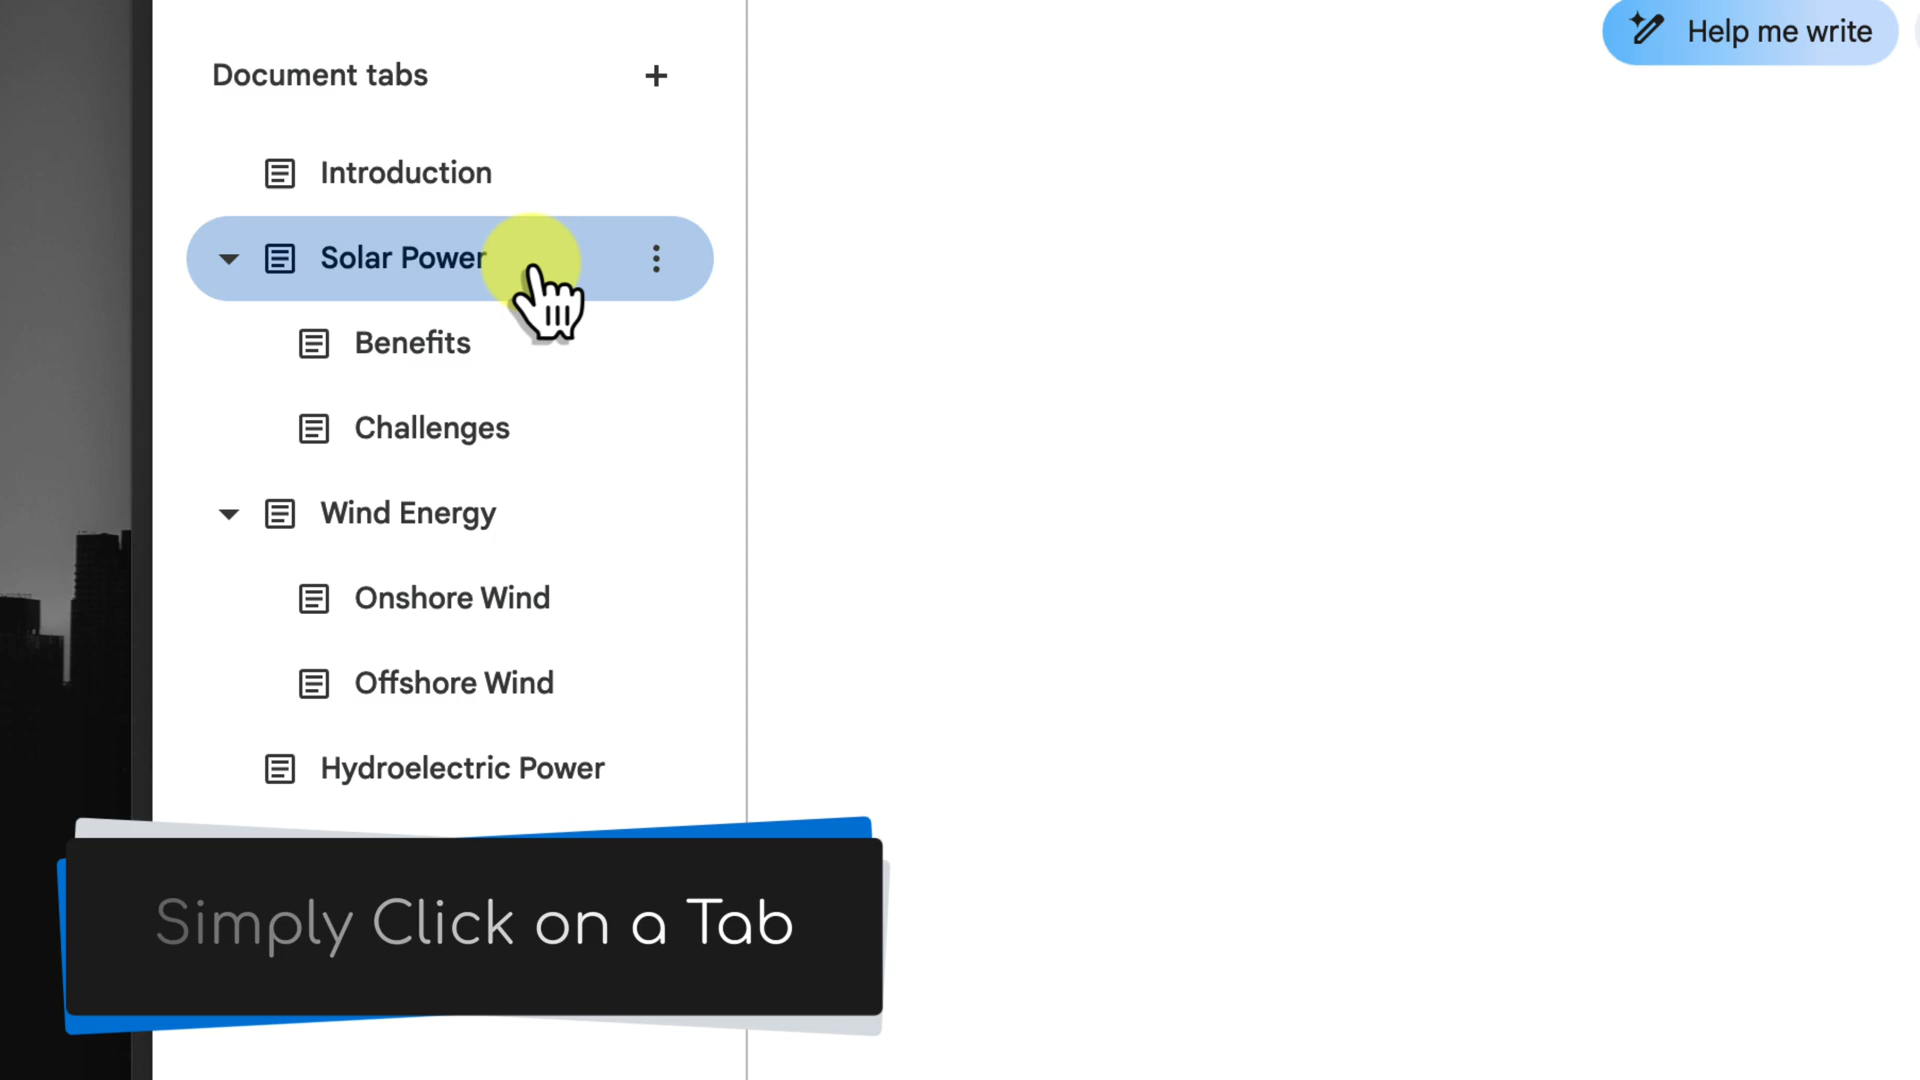 Help me write
Document tabs
Introduction
Solar Power
Benefits
Challenges
Wind Energy
Onshore Wind
Offshore Wind
Hydroelectric Power
Simply Click on a Tab